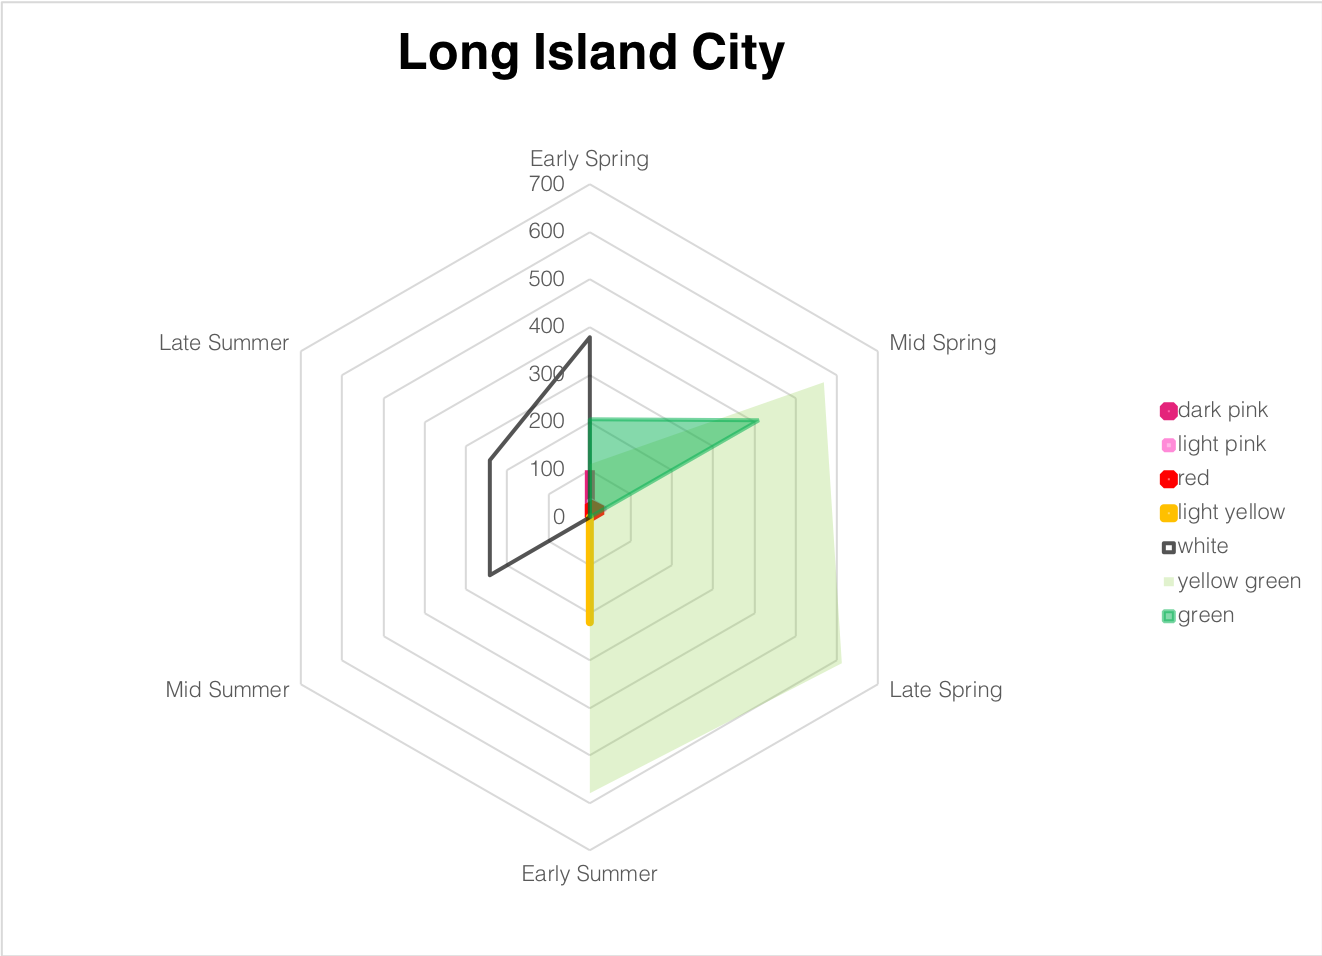 Long Island City
Early Spring
700
600
500
400
300
200
100
0
Late Summer
Mid Spring
Mid Summer
Late Spring
Early Summer
dark pink
light pink
red
light yellow
white
yellow green
green